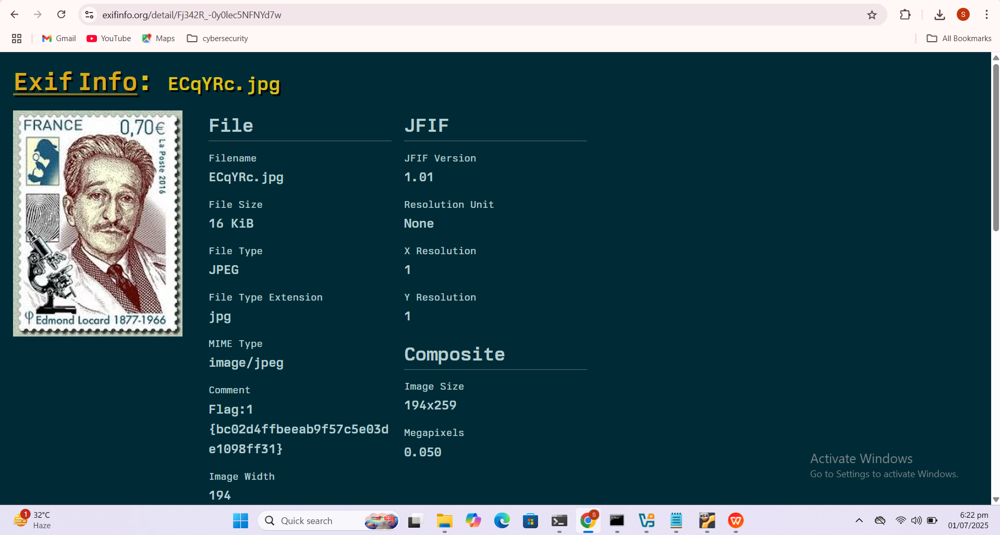 exifinfo.org/detail/Fj342R_-0y0lec5NFNYd7w
S
Gmail
YouTube
Maps
cybersecurity
All Bookmarks
Exif Info: ECqYRc.jpg
FRANCE 0,70€
La Poste 2016
φ Edmond Locard 1877-1966
File
Filename
ECqYRc.jpg
File Size
16 KiB
File Type
JPEG
File Type Extension
jpg
MIME Type
image/jpeg
Comment
Flag:1
{bc02d4ffbeeab9f57c5e03d
e1098ff31}
Image Width
194
JFIF
JFIF Version
1.01
Resolution Unit
None
X Resolution
1
Y Resolution
1
Composite
Image Size
194x259
Megapixels
0.050
Activate Windows
Go to Settings to activate Windows.
1
32°C
Haze
Quick search
S
x64
W
6:22 pm
01/07/2025